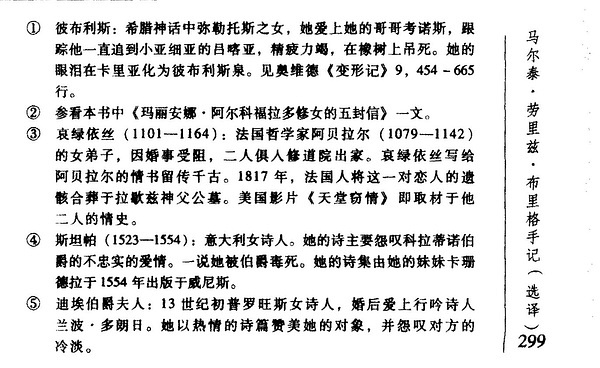 ① 彼布利斯：希腊神话中弥勒托斯之女，她爱上她的哥哥考诺斯，跟
踪他一直追到小亚细亚的吕喀亚，精疲力竭，在橡树上吊死。她的
眼泪在卡里亚化为彼布利斯泉。见奥维德《变形记》9，454－665
行。
② 参看本书中《玛丽安娜·阿尔科福拉多修女的五封信》一文。
③ 哀绿依丝（1101—1164）：法国哲学家阿贝拉尔（1079—1142）
的女弟子，因婚事受阻，二人俱入修道院出家。哀绿依丝写给
阿贝拉尔的情书留传千古。1817 年，法国人将这一对恋人的遗
骸合葬于拉歇兹神父公墓。美国影片《天堂窃情》即取材于他
二人的情史。
④ 斯坦帕（1523—1554）：意大利女诗人。她的诗主要怨叹科拉蒂诺伯
爵的不忠实的爱情。一说她被伯爵毒死。她的诗集由她的妹妹卡珊
德拉于 1554 年出版于威尼斯。
⑤ 迪埃伯爵夫人：13 世纪初普罗旺斯女诗人，婚后爱上行吟诗人
兰波·多朗日。她以热情的诗篇赞美她的对象，并怨叹对方的
冷淡。
马尔泰·劳里兹·布里格手记（选译）
299